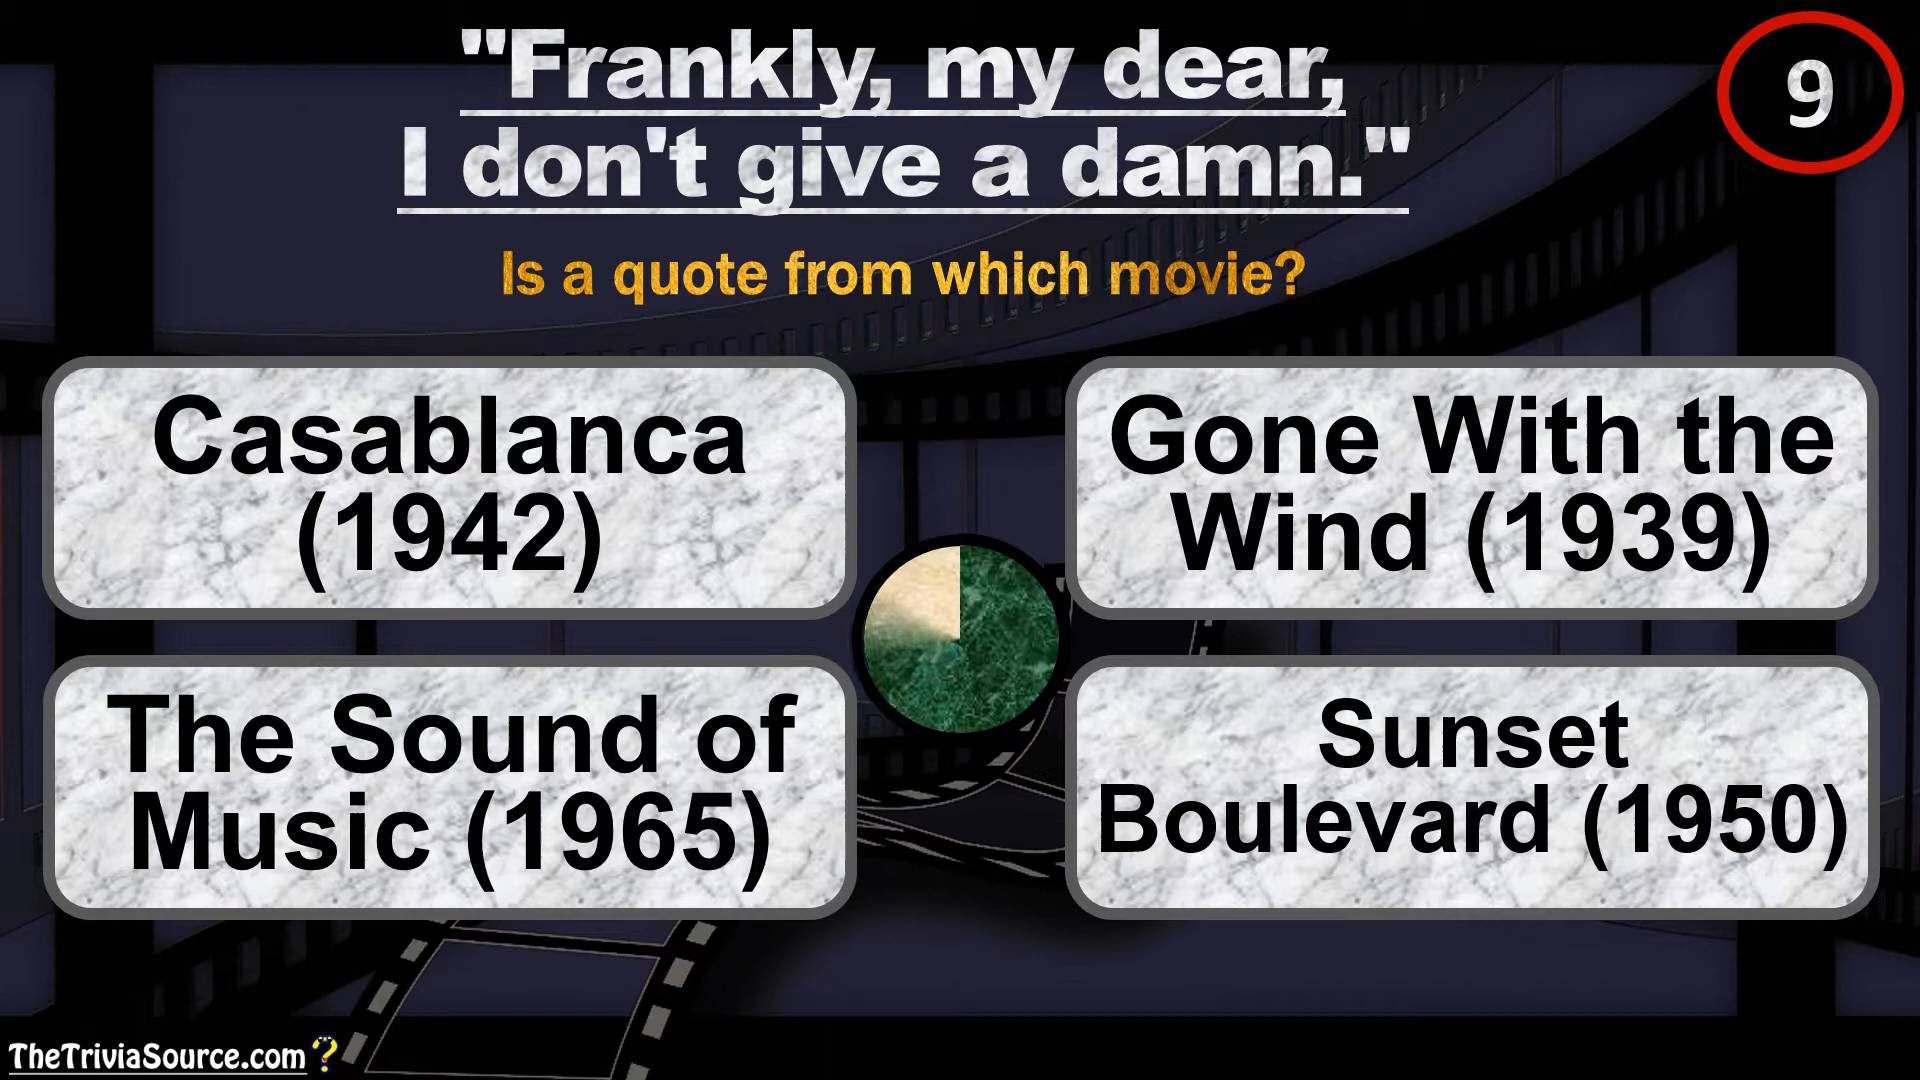 "Frankly, my dear,
I don't give a damn."
9
Is a quote from which movie?
Casablanca
(1942)
Gone With the
Wind (1939)
The Sound of
Music (1965)
Sunset
Boulevard (1950)
TheTriviaSource.com?